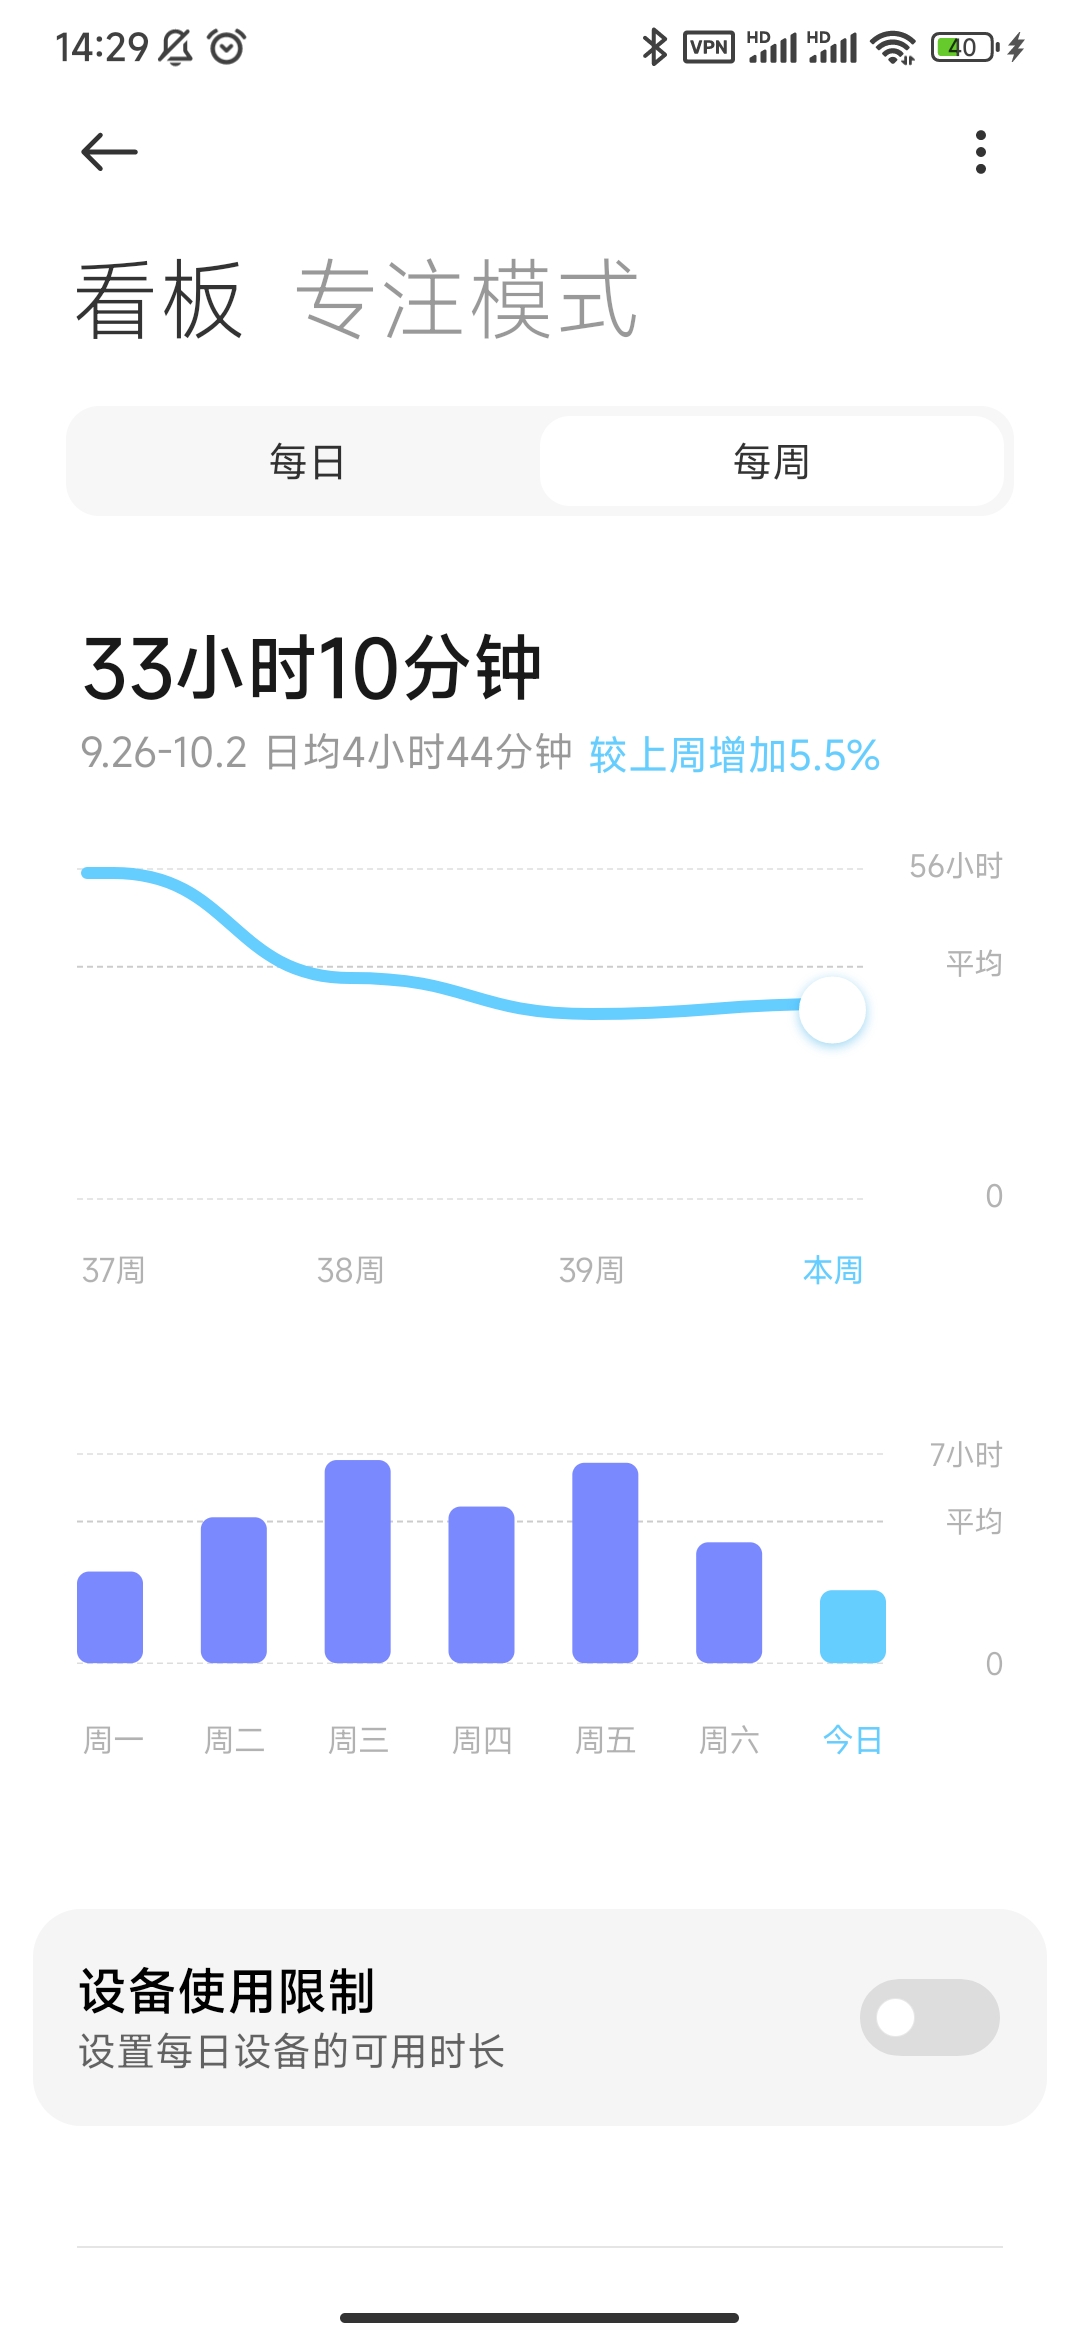 14:29 VPN HD HD 40
看板 专注模式
每日 每周
33小时10分钟
9.26-10.2 日均4小时44分钟 较上周增加5.5%
56小时
平均
0
37周 38周 39周 本周
7小时
平均
0
周一 周二 周三 周四 周五 周六 今日
设备使用限制
设置每日设备的可用时长